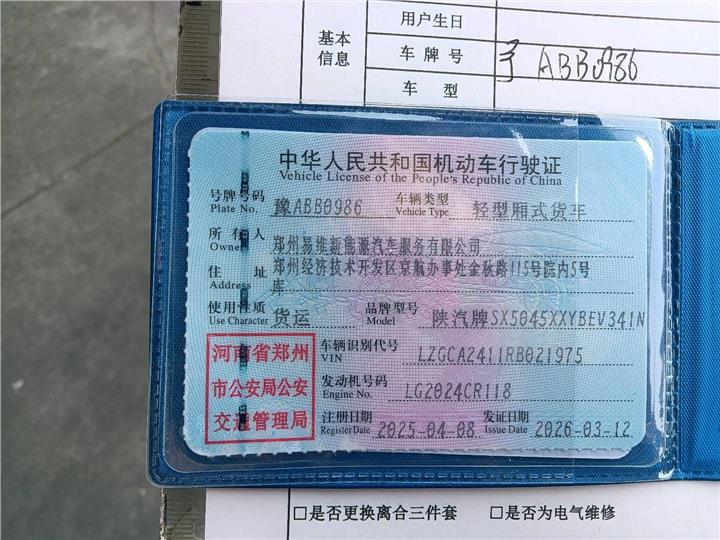 用户生日
基本
信息
车牌号
ABB0986
车型
中华人民共和国机动车行驶证
Vehicle License of the People's Republic of China
号牌号码 豫ABB0986 车辆类型 轻型厢式货车
Plate No. Vehicle Type
所有人 郑州易维新能源汽车服务有限公司
Owner
住址 郑州经济技术开发区京航办事处金秋路115号院内5号
Address 库
使用性质 货运 品牌型号 陕汽牌SX5045XXYBEV341N
Use Character Model
河南省郑州
市公安局公安
交通管理局
车辆识别代号 LZGCA2411RB021975
VIN
发动机号码 LG2024CR118
Engine No.
注册日期 2025-04-08 发证日期 2026-03-12
Register Date Issue Date
□是否更换离合三件套 □是否为电气维修